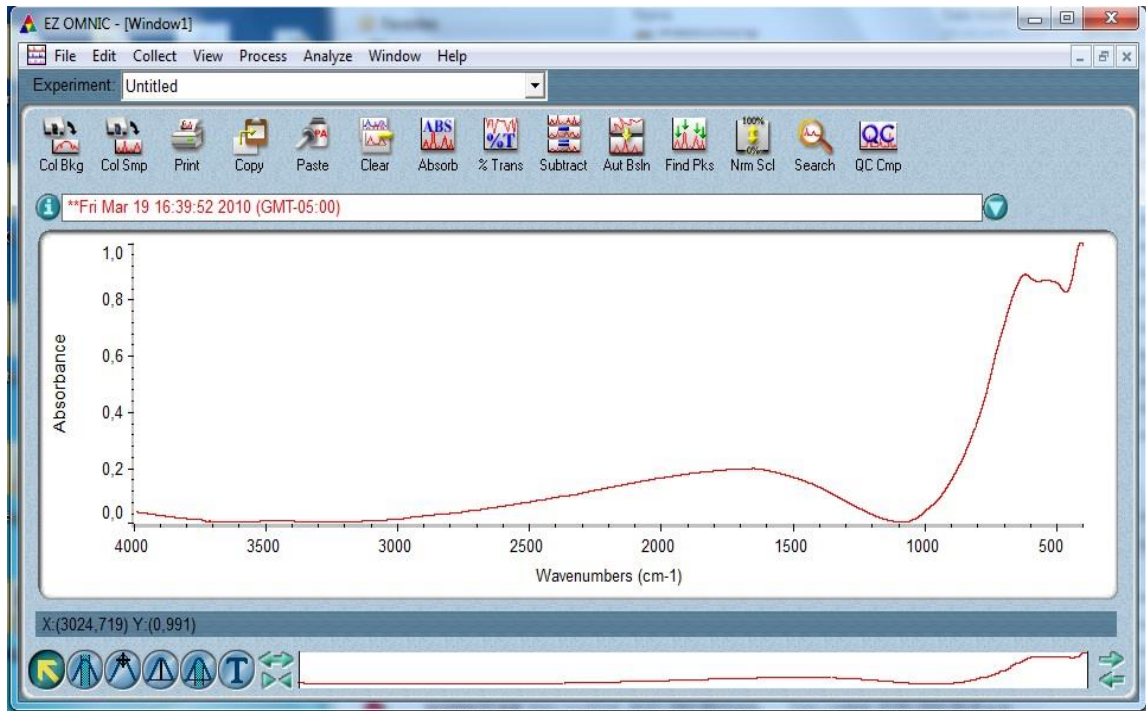 EZ OMNIC - [Window1]
File Edit Collect View Process Analyze Window Help
Experiment: Untitled
Col Bkg Col Smp Print Copy Paste Clear Absorb % Trans Subtract Aut Bsln Find Pks Nrm Scl Search QC Cmp
**Fri Mar 19 16:39:52 2010 (GMT-05:00)
1,0
0,8
0,6
0,4
0,2
0,0
Absorbance
4000 3500 3000 2500 2000 1500 1000 500
Wavenumbers (cm-1)
X:(3024,719) Y:(0,991)